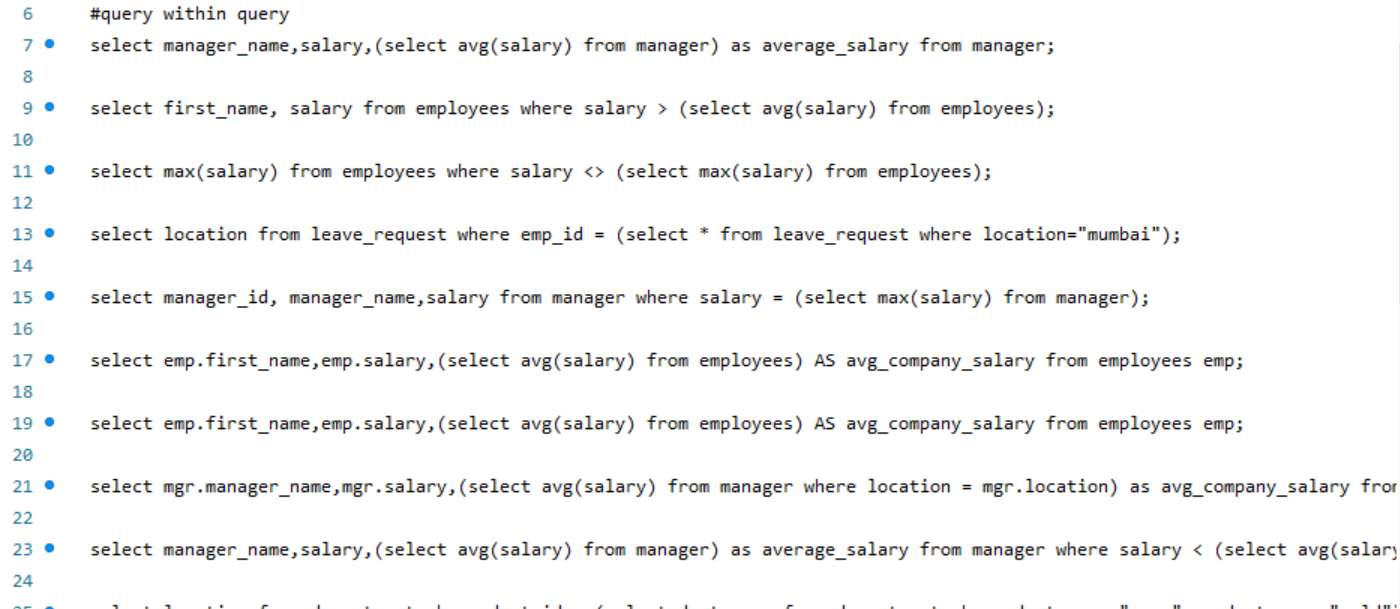 6 #query within query
7 select manager_name,salary,(select avg(salary) from manager) as average_salary from manager;
8
9 select first_name, salary from employees where salary > (select avg(salary) from employees);
10
11 select max(salary) from employees where salary <> (select max(salary) from employees);
12
13 select location from leave_request where emp_id = (select * from leave_request where location="mumbai");
14
15 select manager_id, manager_name,salary from manager where salary = (select max(salary) from manager);
16
17 select emp.first_name,emp.salary,(select avg(salary) from employees) AS avg_company_salary from employees emp;
18
19 select emp.first_name,emp.salary,(select avg(salary) from employees) AS avg_company_salary from employees emp;
20
21 select mgr.manager_name,mgr.salary,(select avg(salary) from manager where location = mgr.location) as avg_company_salary from
22
23 select manager_name,salary,(select avg(salary) from manager) as average_salary from manager where salary < (select avg(salary
24